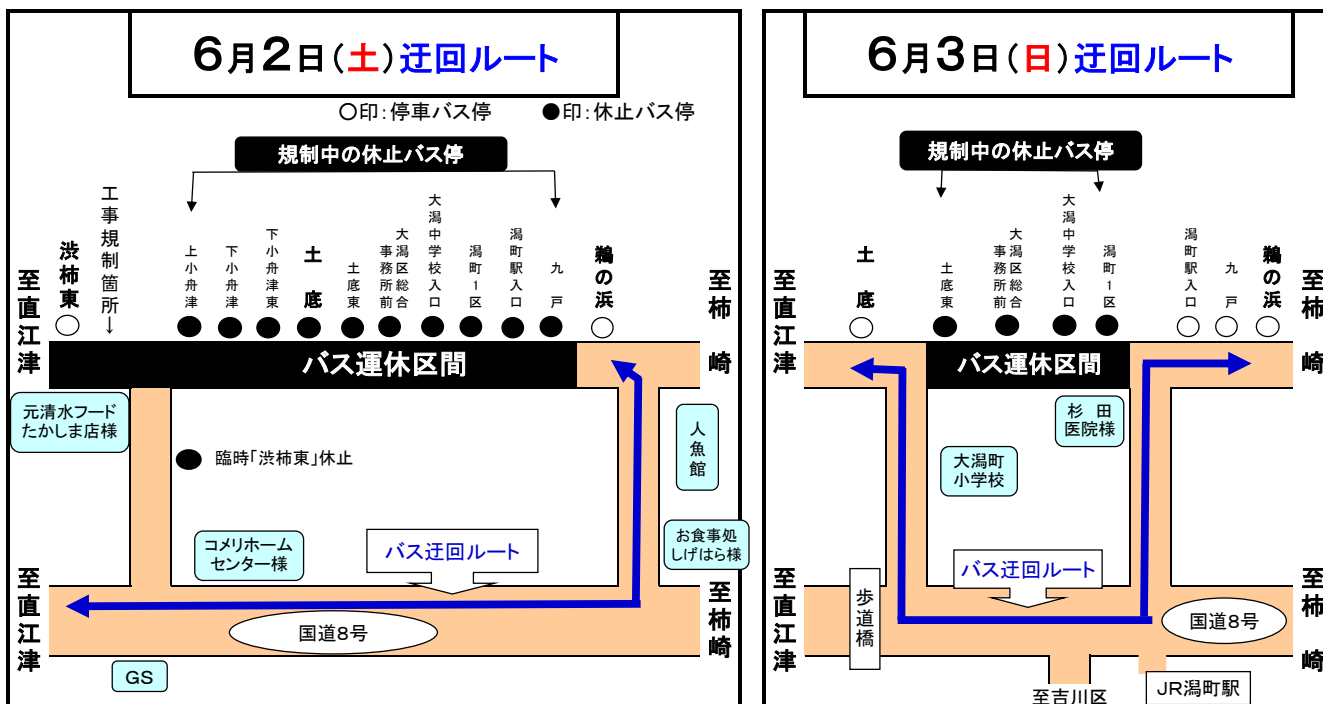 6月2日(土)迂回ルート
○印:停車バス停　●印:休止バス停
規制中の休止バス停
至直江津
渋柿東
工事規制箇所→
上小舟津
下小舟津
下小舟津東
土底
土底東
大潟区総合
事務所前
大潟中学校入口
潟町1区
潟町駅入口
九戸
鵜の浜
至柿崎
バス運休区間
元清水フード
たかしま店様
臨時「渋柿東」休止
人魚館
コメリホーム
センター様
バス迂回ルート
お食事処
しげはら様
至直江津
国道8号
至柿崎
GS
6月3日(日)迂回ルート
規制中の休止バス停
至直江津
土底
土底東
大潟区総合
事務所前
大潟中学校入口
潟町1区
潟町駅入口
九戸
鵜の浜
至柿崎
バス運休区間
杉田
医院様
大潟町
小学校
バス迂回ルート
至直江津
歩道橋
国道8号
至柿崎
至吉川区
JR潟町駅